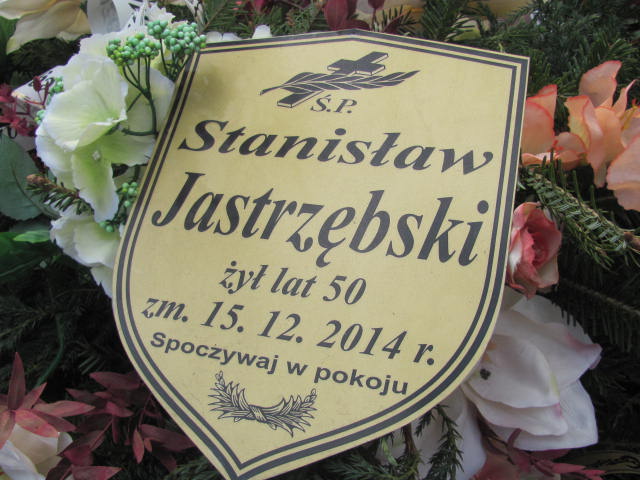 Ś.P.
Stanisław
Jastrzębski
żył lat 50
zm. 15. 12. 2014 r.
Spoczywaj w pokoju